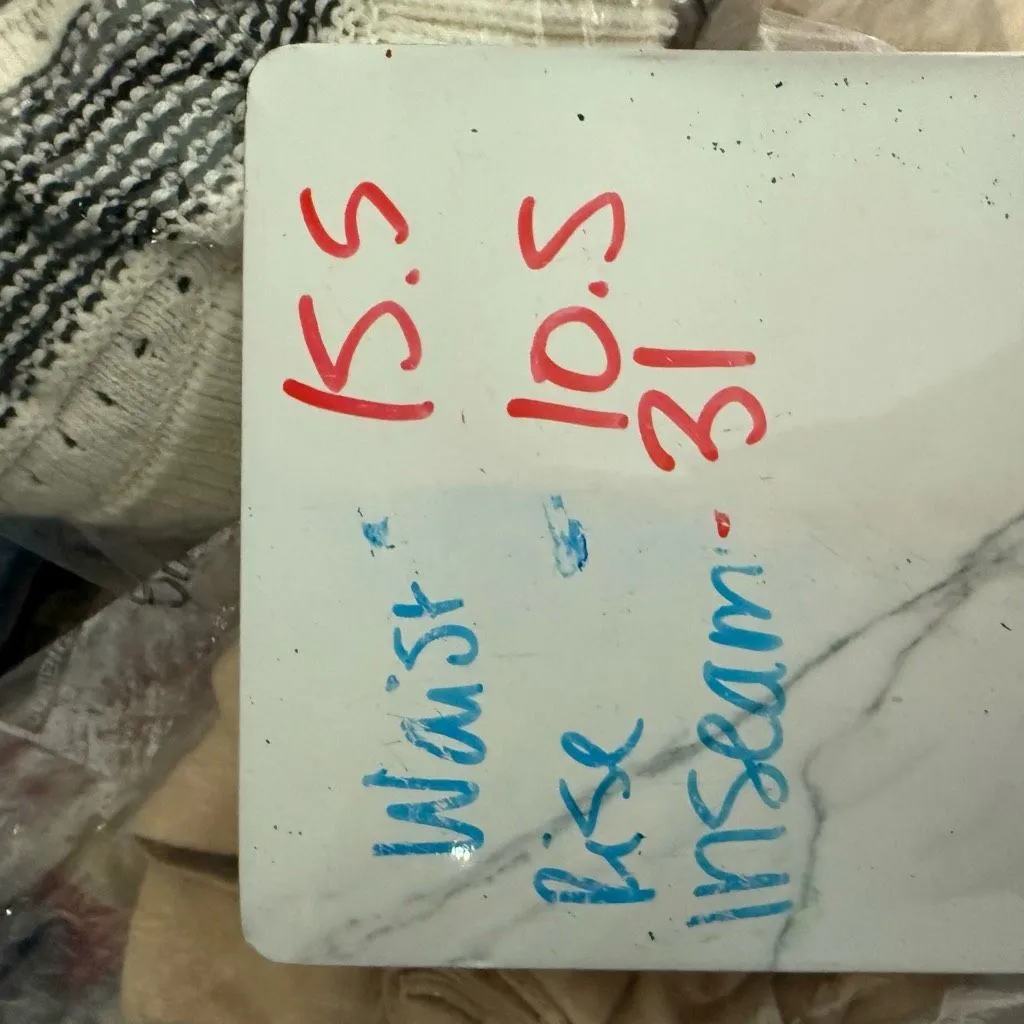 Waist - 15.5
Rise - 10.5
Inseam - 31